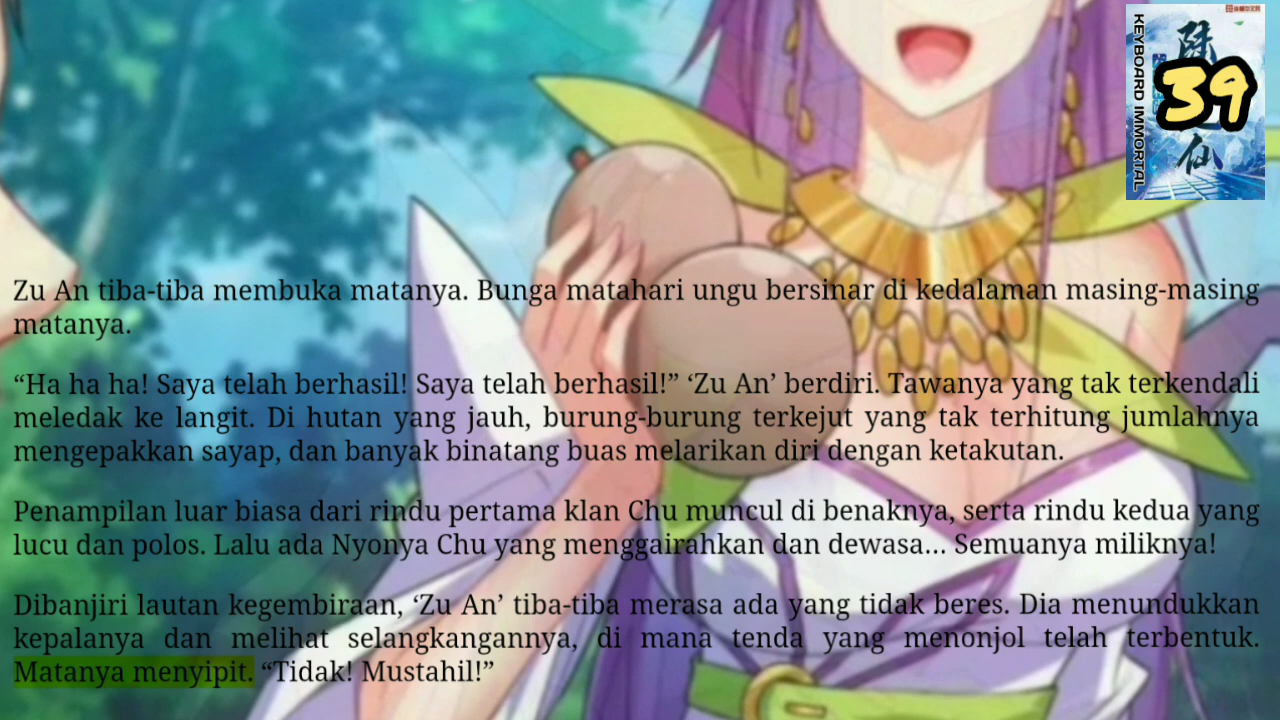 KEYBOARD IMMORTAL
39
仙
Zu An tiba-tiba membuka matanya. Bunga matahari ungu bersinar di kedalaman masing-masing
matanya.
“Ha ha ha! Saya telah berhasil! Saya telah berhasil!” ‘Zu An’ berdiri. Tawanya yang tak terkendali
meledak ke langit. Di hutan yang jauh, burung-burung terkejut yang tak terhitung jumlahnya
mengepakkan sayap, dan banyak binatang buas melarikan diri dengan ketakutan.
Penampilan luar biasa dari rindu pertama klan Chu muncul di benaknya, serta rindu kedua yang
lucu dan polos. Lalu ada Nyonya Chu yang menggairahkan dan dewasa… Semuanya miliknya!
Dibanjiri lautan kegembiraan, ‘Zu An’ tiba-tiba merasa ada yang tidak beres. Dia menundukkan
kepalanya dan melihat selangkangannya, di mana tenda yang menonjol telah terbentuk.
Matanya menyipit. “Tidak! Mustahil!”